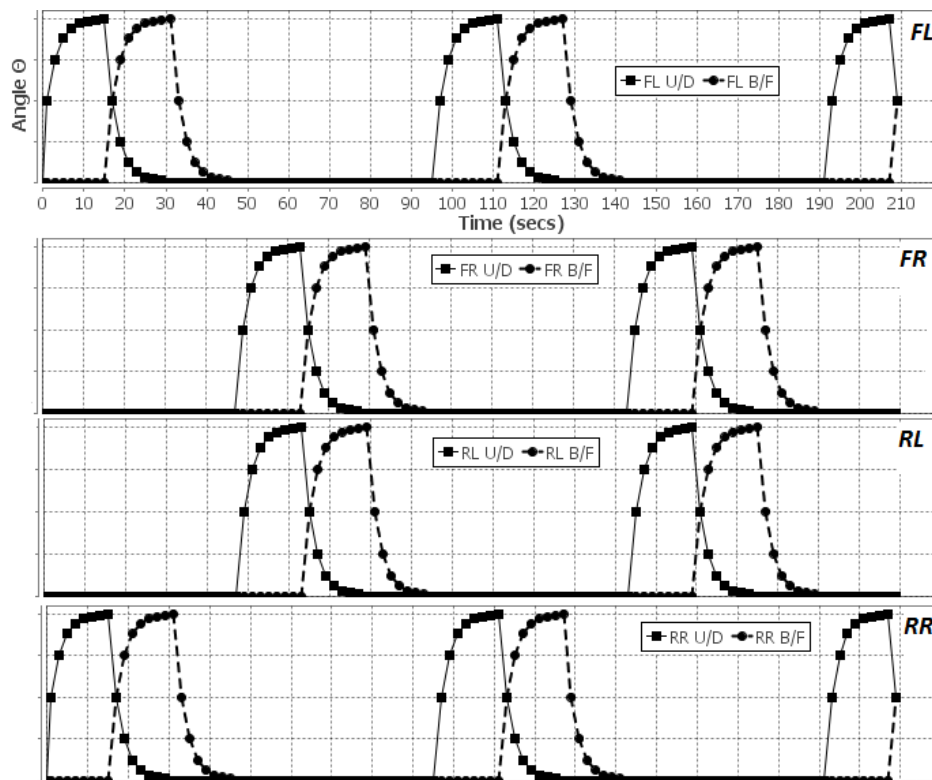 FL
Angle Θ
FL U/D FL B/F
0 10 20 30 40 50 60 70 80 90 100 110 120 130 140 150 160 170 180 190 200 210
Time (secs)
FR
FR U/D FR B/F
RL
RL U/D RL B/F
RR
RR U/D RR B/F